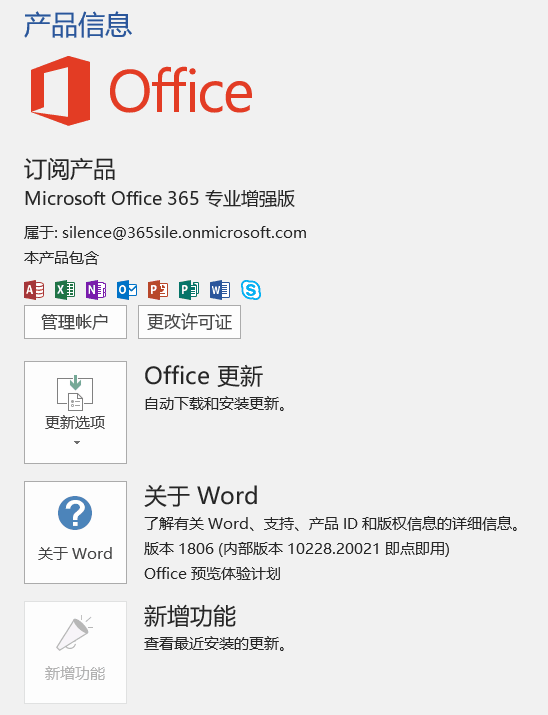 产品信息
Office
订阅产品
Microsoft Office 365 专业增强版
属于: silence@365sile.onmicrosoft.com
本产品包含
管理帐户
更改许可证
Office 更新
自动下载和安装更新。
更新选项
关于 Word
了解有关 Word、支持、产品 ID 和版权信息的详细信息。
版本 1806 (内部版本 10228.20021 即点即用)
Office 预览体验计划
关于 Word
新增功能
查看最近安装的更新。
新增功能